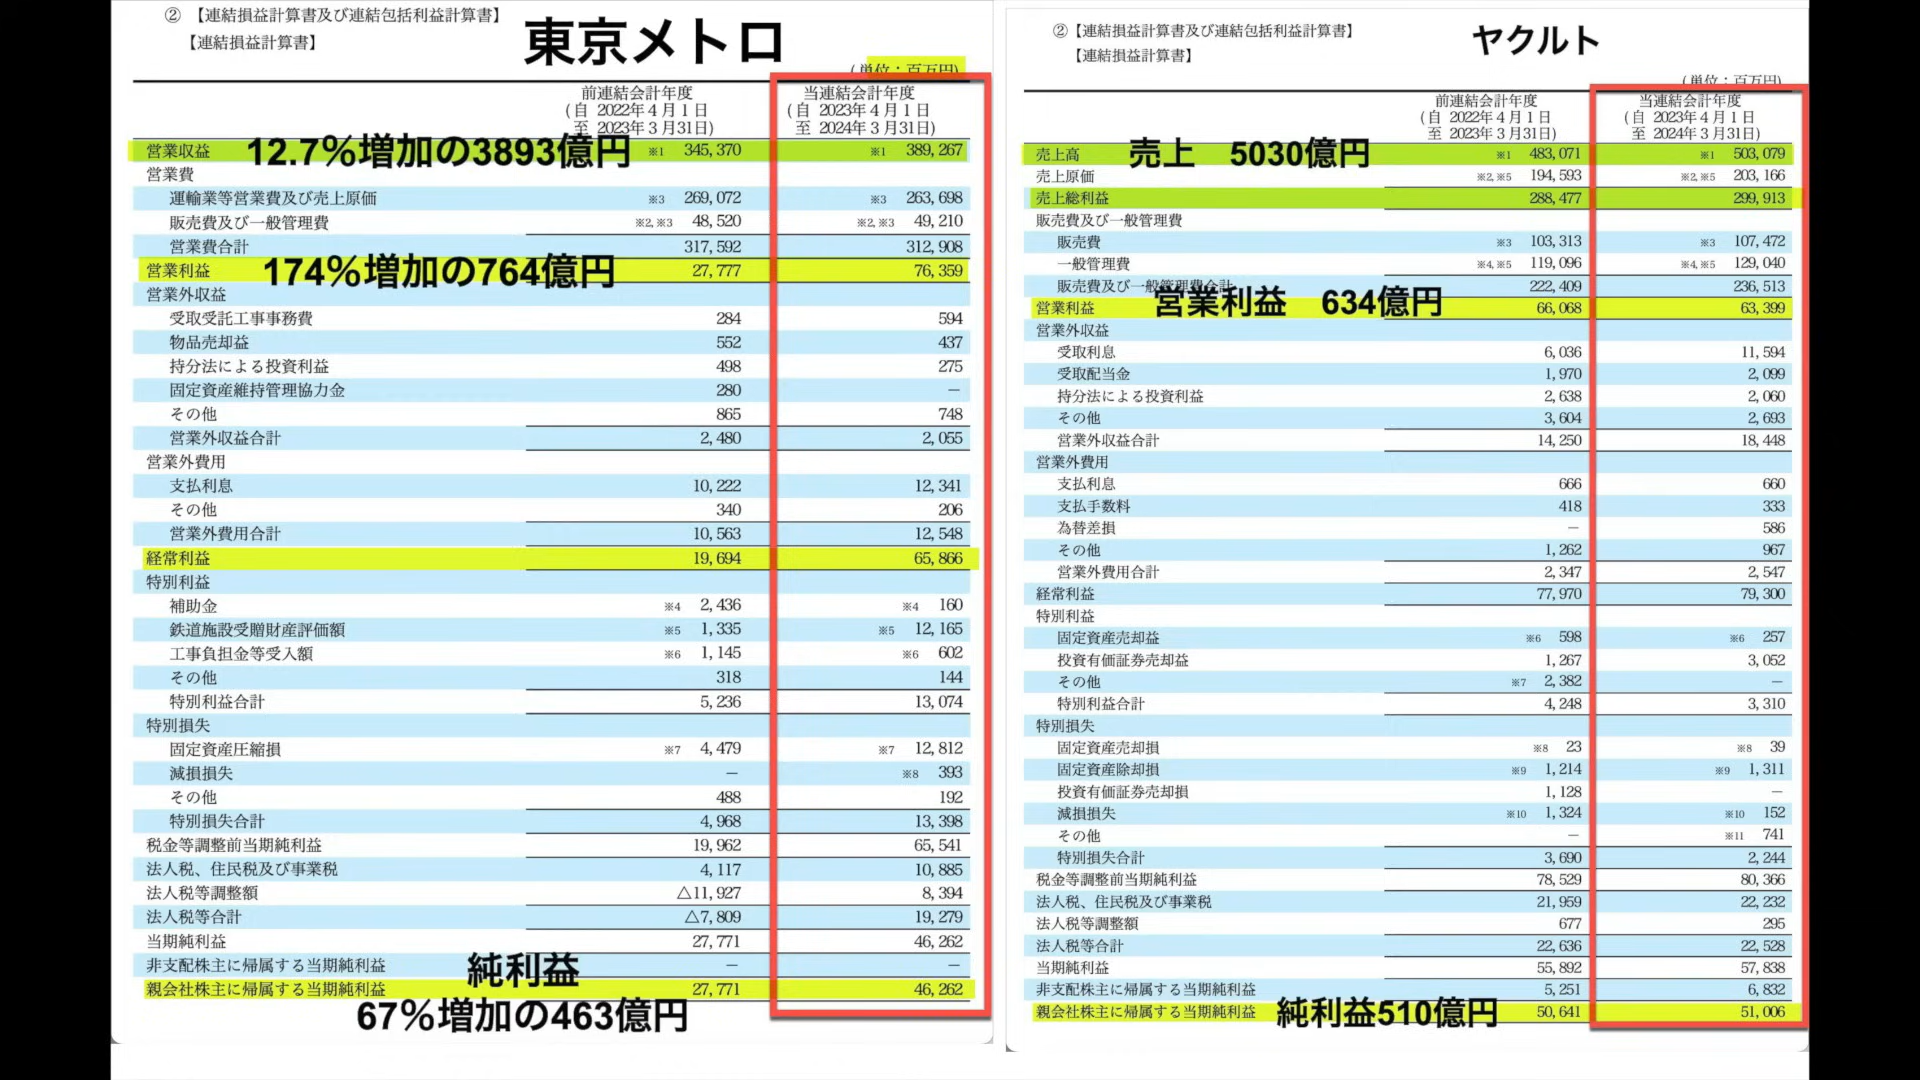 ② 【連結損益計算書及び連結包括利益計算書】
【連結損益計算書】
東京メトロ
(単位：百万円)
前連結会計年度 当連結会計年度
(自 2022年４月１日 (自 2023年４月１日
至 2023年３月31日) 至 2024年３月31日)
営業収益 12.7%増加の3893億円 ※1 345,370 ※1 389,267
営業費
運輸業等営業費及び売上原価 ※3 269,072 ※3 263,698
販売費及び一般管理費 ※2,※3 48,520 ※2,※3 49,210
営業費合計 317,592 312,908
営業利益 174%増加の764億円 27,777 76,359
営業外収益
受取受託工事事務費 284 594
物品売却益 552 437
持分法による投資利益 498 275
固定資産維持管理協力金 280 －
その他 865 748
営業外収益合計 2,480 2,055
営業外費用
支払利息 10,222 12,341
その他 340 206
営業外費用合計 10,563 12,548
経常利益 19,694 65,866
特別利益
補助金 ※4 2,436 ※4 160
鉄道施設受贈財産評価額 ※5 1,335 ※5 12,165
工事負担金等受入額 ※6 1,145 ※6 602
その他 318 144
特別利益合計 5,236 13,074
特別損失
固定資産圧縮損 ※7 4,479 ※7 12,812
減損損失 － ※8 393
その他 488 192
特別損失合計 4,968 13,398
税金等調整前当期純利益 19,962 65,541
法人税、住民税及び事業税 4,117 10,885
法人税等調整額 △11,927 8,394
法人税等合計 △7,809 19,279
当期純利益 27,771 46,262
非支配株主に帰属する当期純利益 － －
純利益
親会社株主に帰属する当期純利益 27,771 46,262
67%増加の463億円
②【連結損益計算書及び連結包括利益計算書】
【連結損益計算書】
ヤクルト
(単位：百万円)
前連結会計年度 当連結会計年度
(自 2022年４月１日 (自 2023年４月１日
至 2023年３月31日) 至 2024年３月31日)
売上高 売上 5030億円 ※1 483,071 ※1 503,079
売上原価 ※2,※5 194,593 ※2,※5 203,166
売上総利益 288,477 299,913
販売費及び一般管理費
販売費 ※3 103,313 ※3 107,472
一般管理費 ※4,※5 119,096 ※4,※5 129,040
販売費及び一般管理費合計 222,409 236,513
営業利益 営業利益 634億円 66,068 63,399
営業外収益
受取利息 6,036 11,594
受取配当金 1,970 2,099
持分法による投資利益 2,638 2,060
その他 3,604 2,693
営業外収益合計 14,250 18,448
営業外費用
支払利息 666 660
支払手数料 418 333
為替差損 － 586
その他 1,262 967
営業外費用合計 2,347 2,547
経常利益 77,970 79,300
特別利益
固定資産売却益 ※6 598 ※6 257
投資有価証券売却益 1,267 3,052
その他 ※7 2,382 －
特別利益合計 4,248 3,310
特別損失
固定資産売却損 ※8 23 ※8 39
固定資産除却損 ※9 1,214 ※9 1,311
投資有価証券売却損 1,128 －
減損損失 ※10 1,324 ※10 152
その他 － ※11 741
特別損失合計 3,690 2,244
税金等調整前当期純利益 78,529 80,366
法人税、住民税及び事業税 21,959 22,232
法人税等調整額 677 295
法人税等合計 22,636 22,528
当期純利益 55,892 57,838
非支配株主に帰属する当期純利益 5,251 6,832
親会社株主に帰属する当期純利益 純利益510億円 50,641 51,006